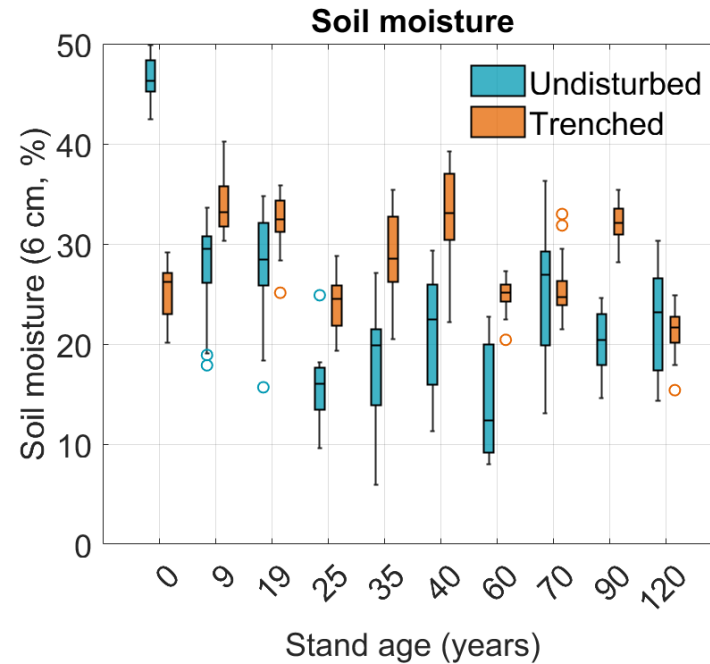 Soil moisture
Undisturbed
Trenched
Soil moisture (6 cm, %)
50
40
30
20
10
0
0 9 19 25 35 40 60 70 90 120
Stand age (years)